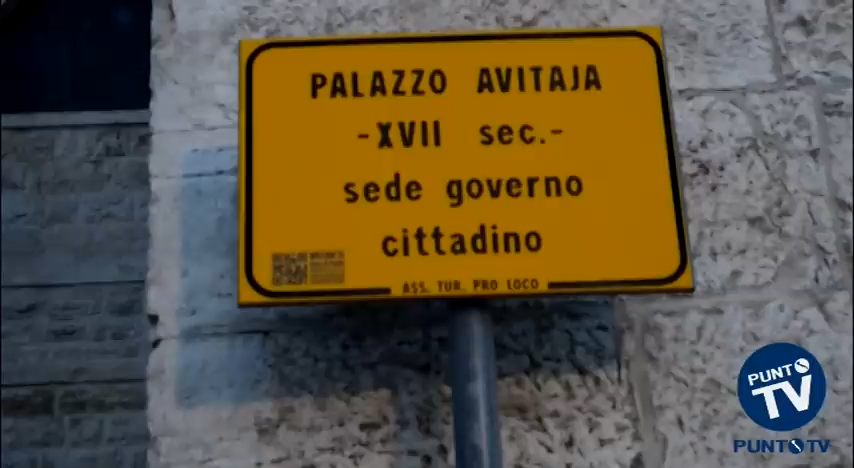 PALAZZO AVITAJA
-XVII sec.-
sede governo
cittadino
ASS. TUR. PRO LOCO
PUNTO
TV
PUNTO TV